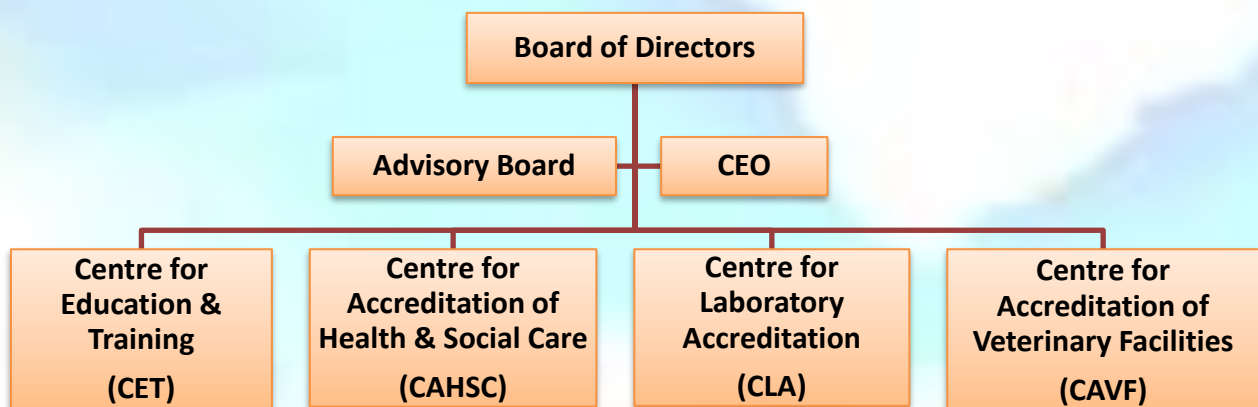 Board of Directors
Advisory Board
CEO
Centre for
Education &
Training
(CET)
Centre for
Accreditation of
Health & Social Care
(CAHSC)
Centre for
Laboratory
Accreditation
(CLA)
Centre for
Accreditation of
Veterinary Facilities
(CAVF)